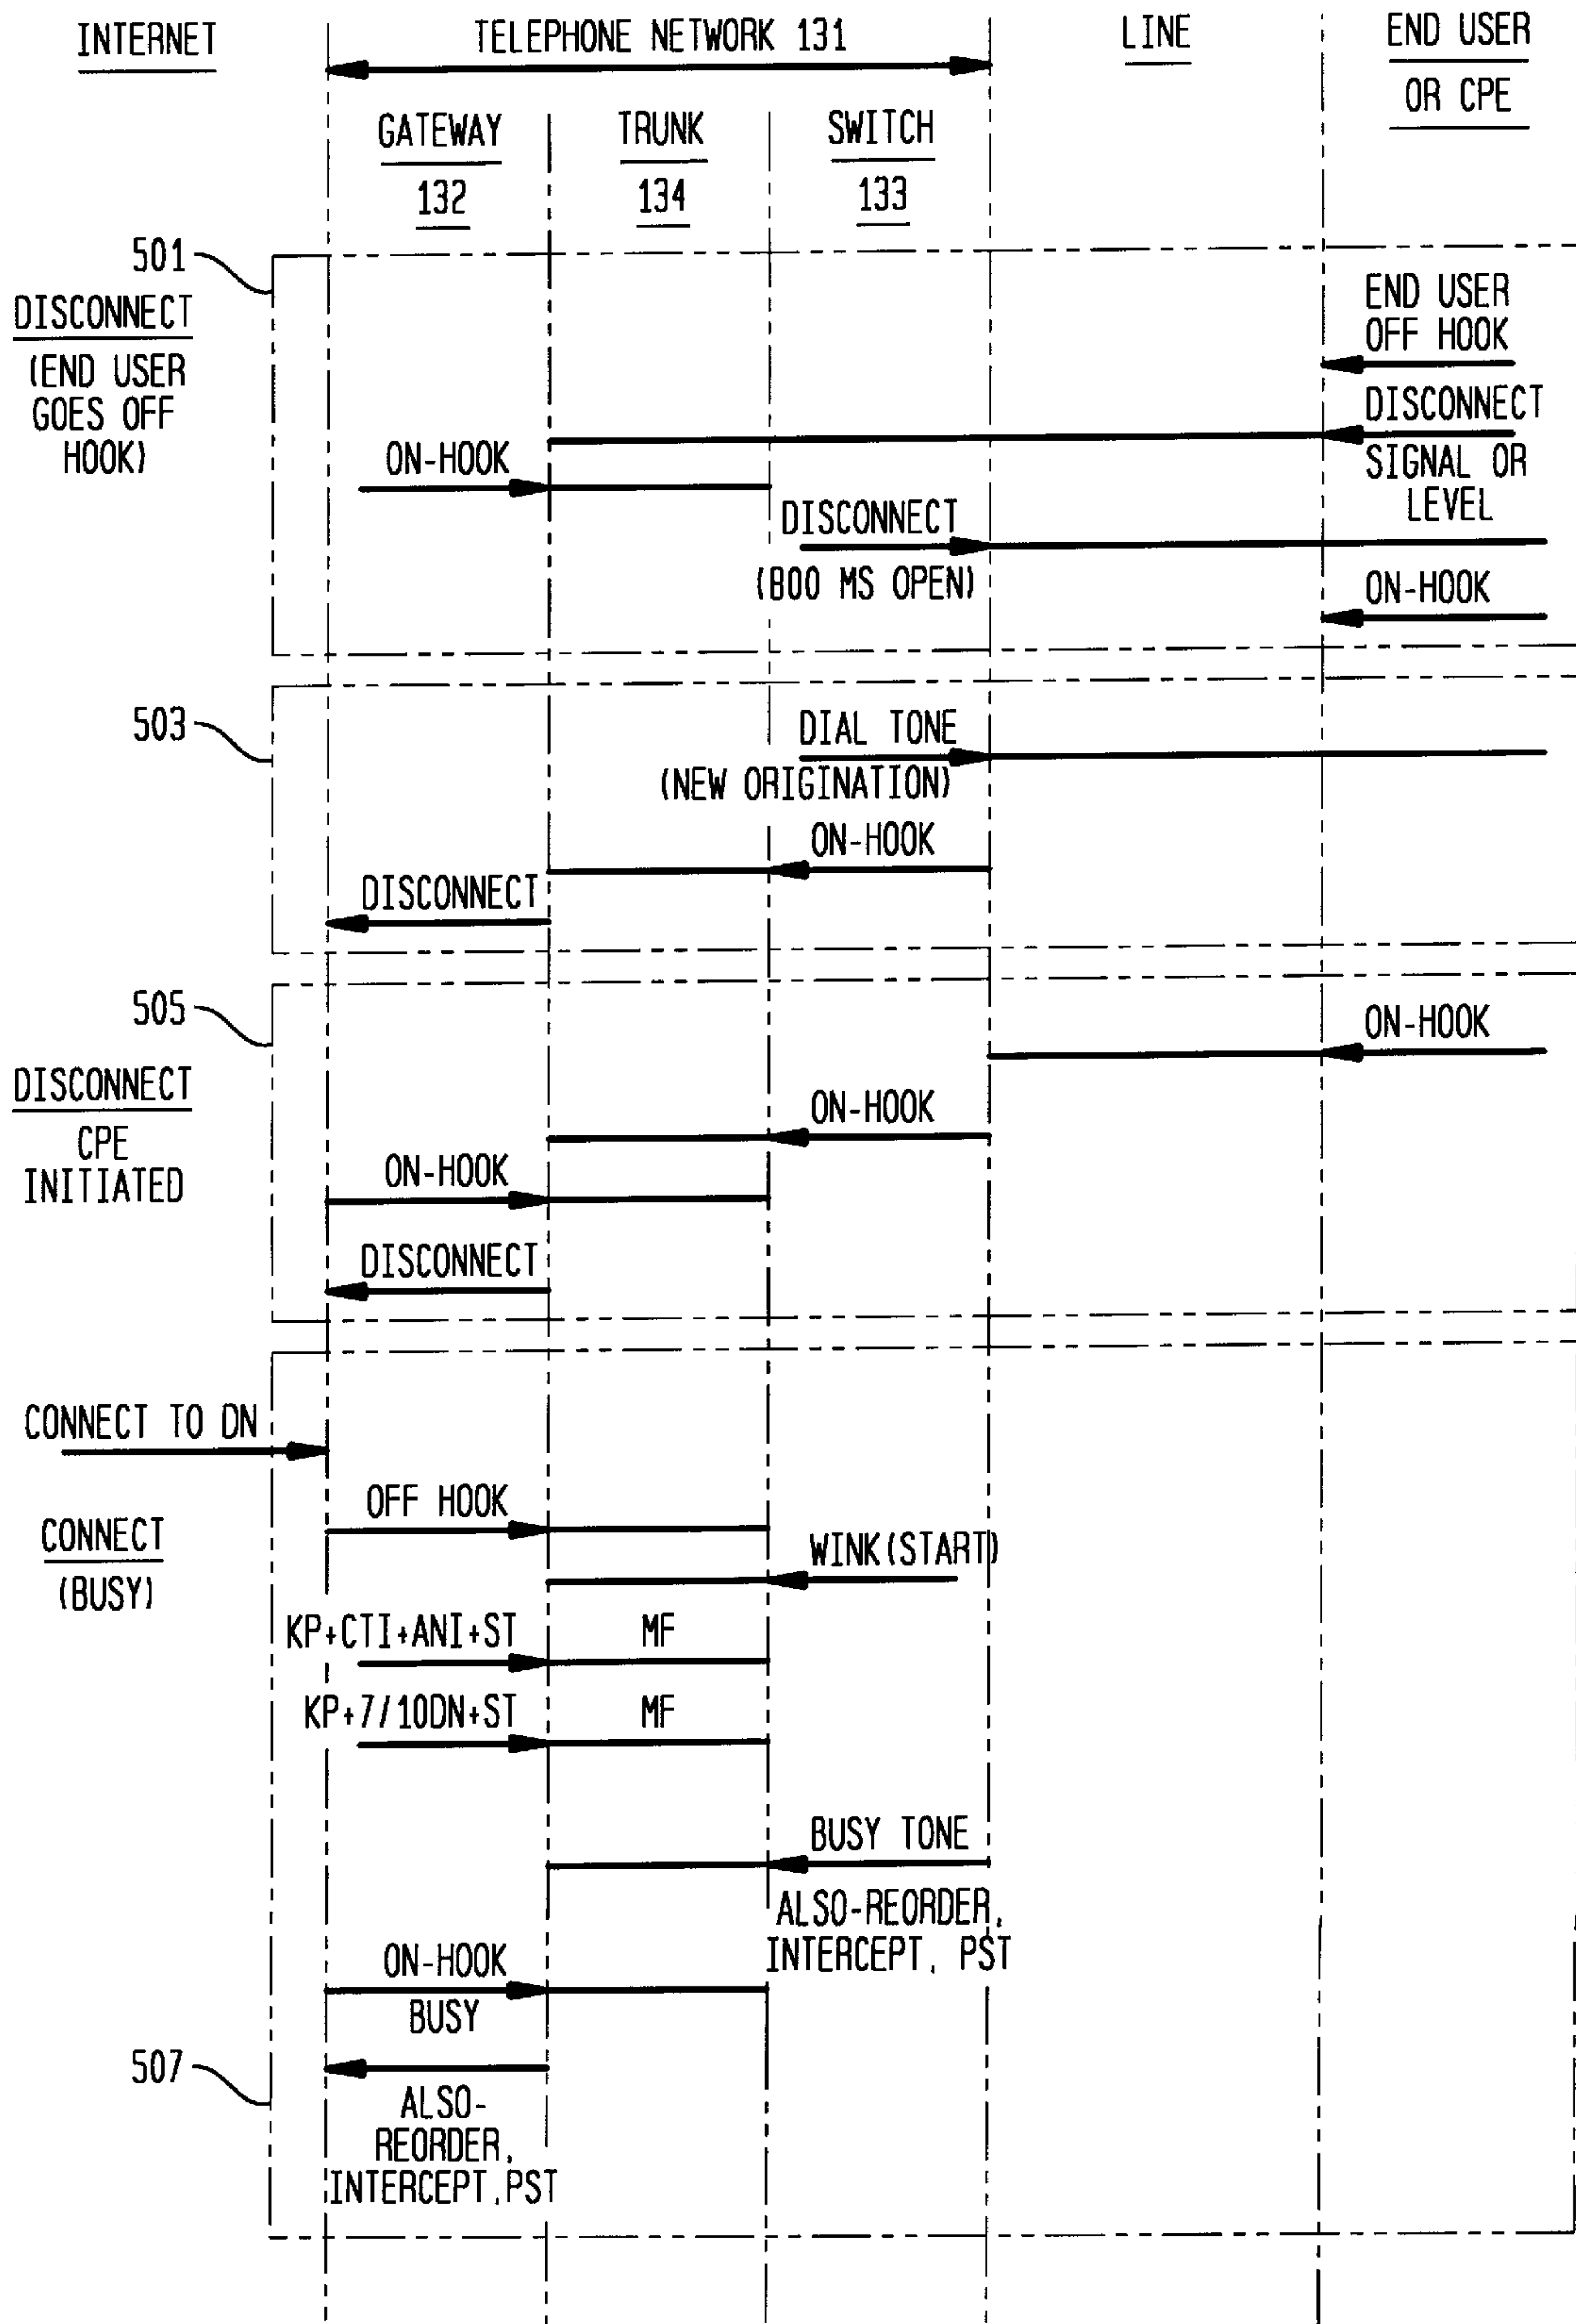 INTERNET
TELEPHONE NETWORK 131
LINE
END USER
OR CPE
GATEWAY
132
TRUNK
134
SWITCH
133
501
DISCONNECT
(END USER
GOES OFF
HOOK)
END USER
OFF HOOK
DISCONNECT
SIGNAL OR
LEVEL
ON-HOOK
DISCONNECT
(800 MS OPEN)
ON-HOOK
503
DIAL TONE
(NEW ORIGINATION)
ON-HOOK
DISCONNECT
505
DISCONNECT
CPE
INITIATED
ON-HOOK
ON-HOOK
ON-HOOK
DISCONNECT
CONNECT TO DN
OFF HOOK
CONNECT
(BUSY)
WINK(START)
KP+CTI+ANI+ST
MF
KP+7/10DN+ST
MF
BUSY TONE
ALSO-REORDER,
INTERCEPT, PST
ON-HOOK
BUSY
507
ALSO-
REORDER,
INTERCEPT,PST